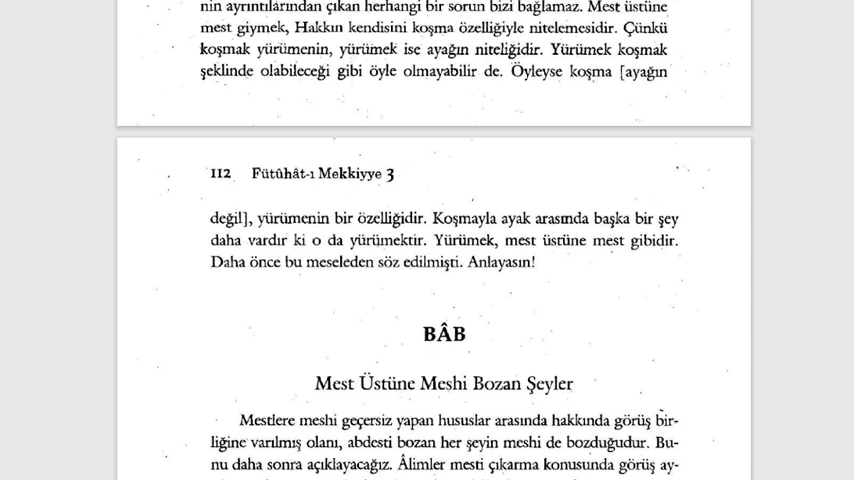 nin ayrıntılarından çıkan herhangi bir sorun bizi bağlamaz. Mest üstüne
mest giymek, Hakkın kendisini koşma özelliğiyle nitelemesidir. Çünkü
koşmak yürümenin, yürümek ise ayağın niteliğidir. Yürümek koşmak
şeklinde olabileceği gibi öyle olmayabilir de. Öyleyse koşma [ayağın
112 Fütûhât-ı Mekkiyye 3
değil], yürümenin bir özelliğidir. Koşmayla ayak arasında başka bir şey
daha vardır ki o da yürümektir. Yürümek, mest üstüne mest gibidir.
Daha önce bu meseleden söz edilmişti. Anlayasın!
BÂB
Mest Üstüne Meshi Bozan Şeyler
Mestlere meshi geçersiz yapan hususlar arasında hakkında görüş bir-
liğine varılmış olanı, abdesti bozan her şeyin meshi de bozduğudur. Bu-
nu daha sonra açıklayacağız. Âlimler mesti çıkarma konusunda görüş ay-